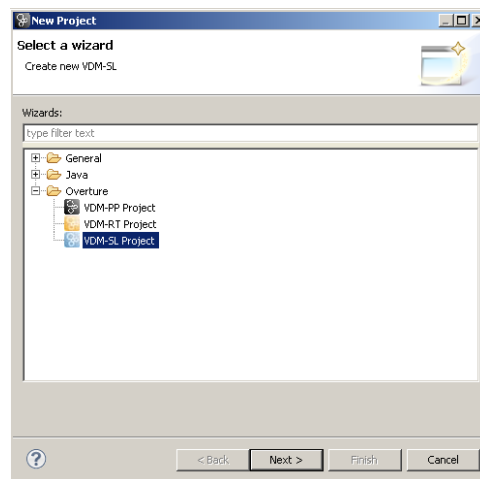 New Project
Select a wizard
Create new VDM-SL
Wizards:
type filter text
General
Java
Overture
VDM-PP Project
VDM-RT Project
VDM-SL Project
< Back Next > Finish Cancel